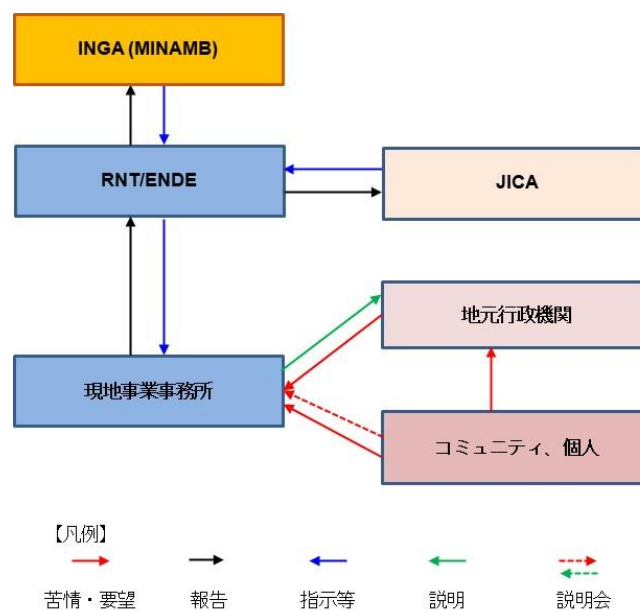 INGA (MINAMB)
RNT/ENDE
JICA
地元行政機関
現地事業事務所
コミュニティ、個人
【凡例】
苦情・要望 報告 指示等 説明 説明会